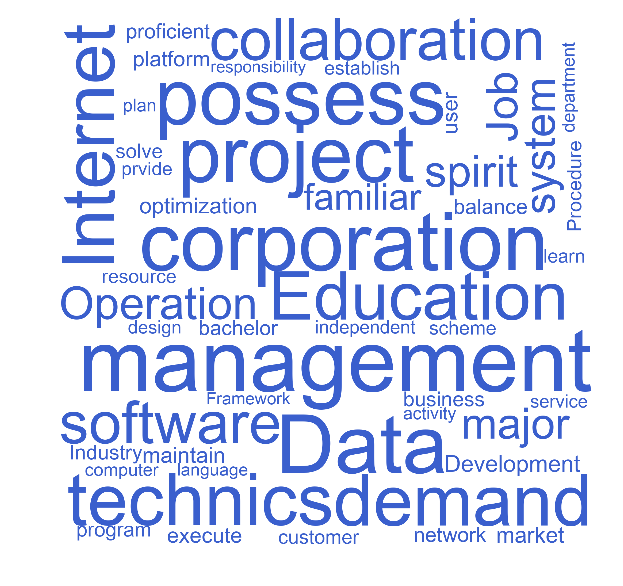 proficient
collaboration
Internet
platform
responsibility
establish
possess
plan
user
Job
system
department
project
solve
prvide
spirit
Procedure
familiar
optimization
balance
corporation
learn
resource
Education
Operation
design
bachelor
independent
scheme
management
Framework
business
service
activity
software
Data
major
Industry
maintain
Development
computer
language
technics
demand
program
execute
customer
network
market